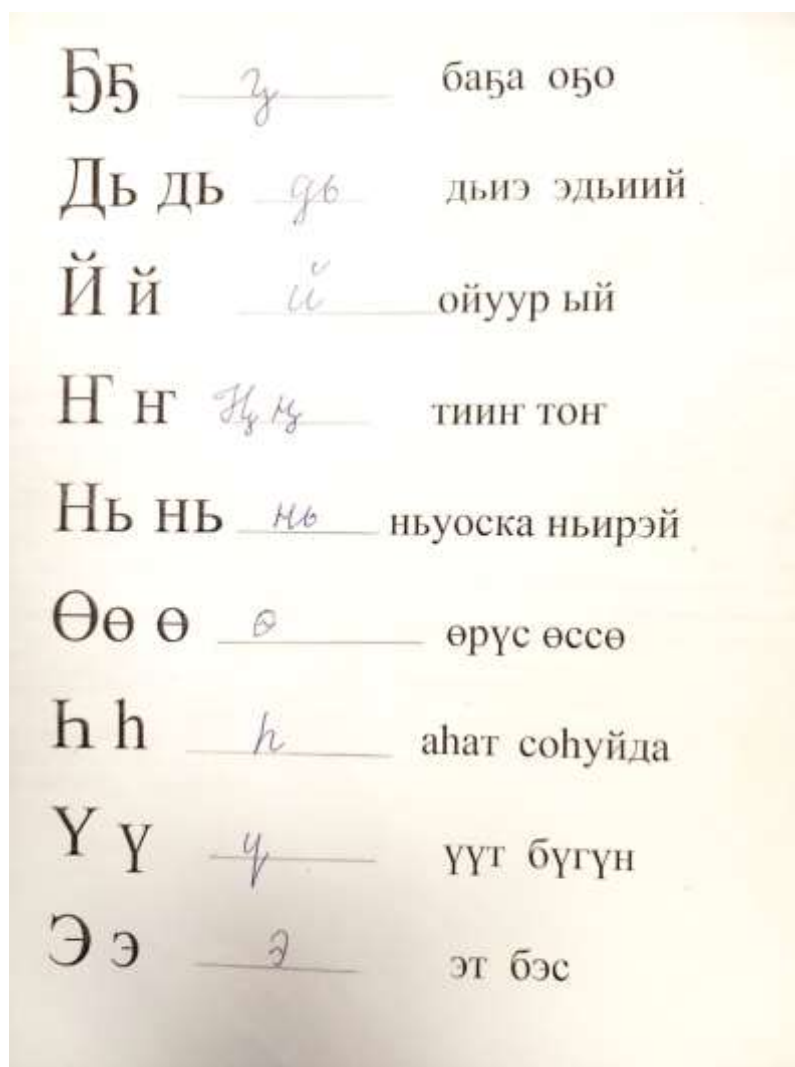 Ҕҕ ꚉ баҕа оҕо
Дь дь дь дьиэ эдьиий
Й й й ойуур ый
Ҥ ҥ Ң ң тииҥ тоҥ
Нь нь нь ньуоска ньирэй
Өө ө ө өрүс өссө
Һ һ һ аһат соһуйда
Ү ү ү үүт бүгүн
Э э э эт бэс